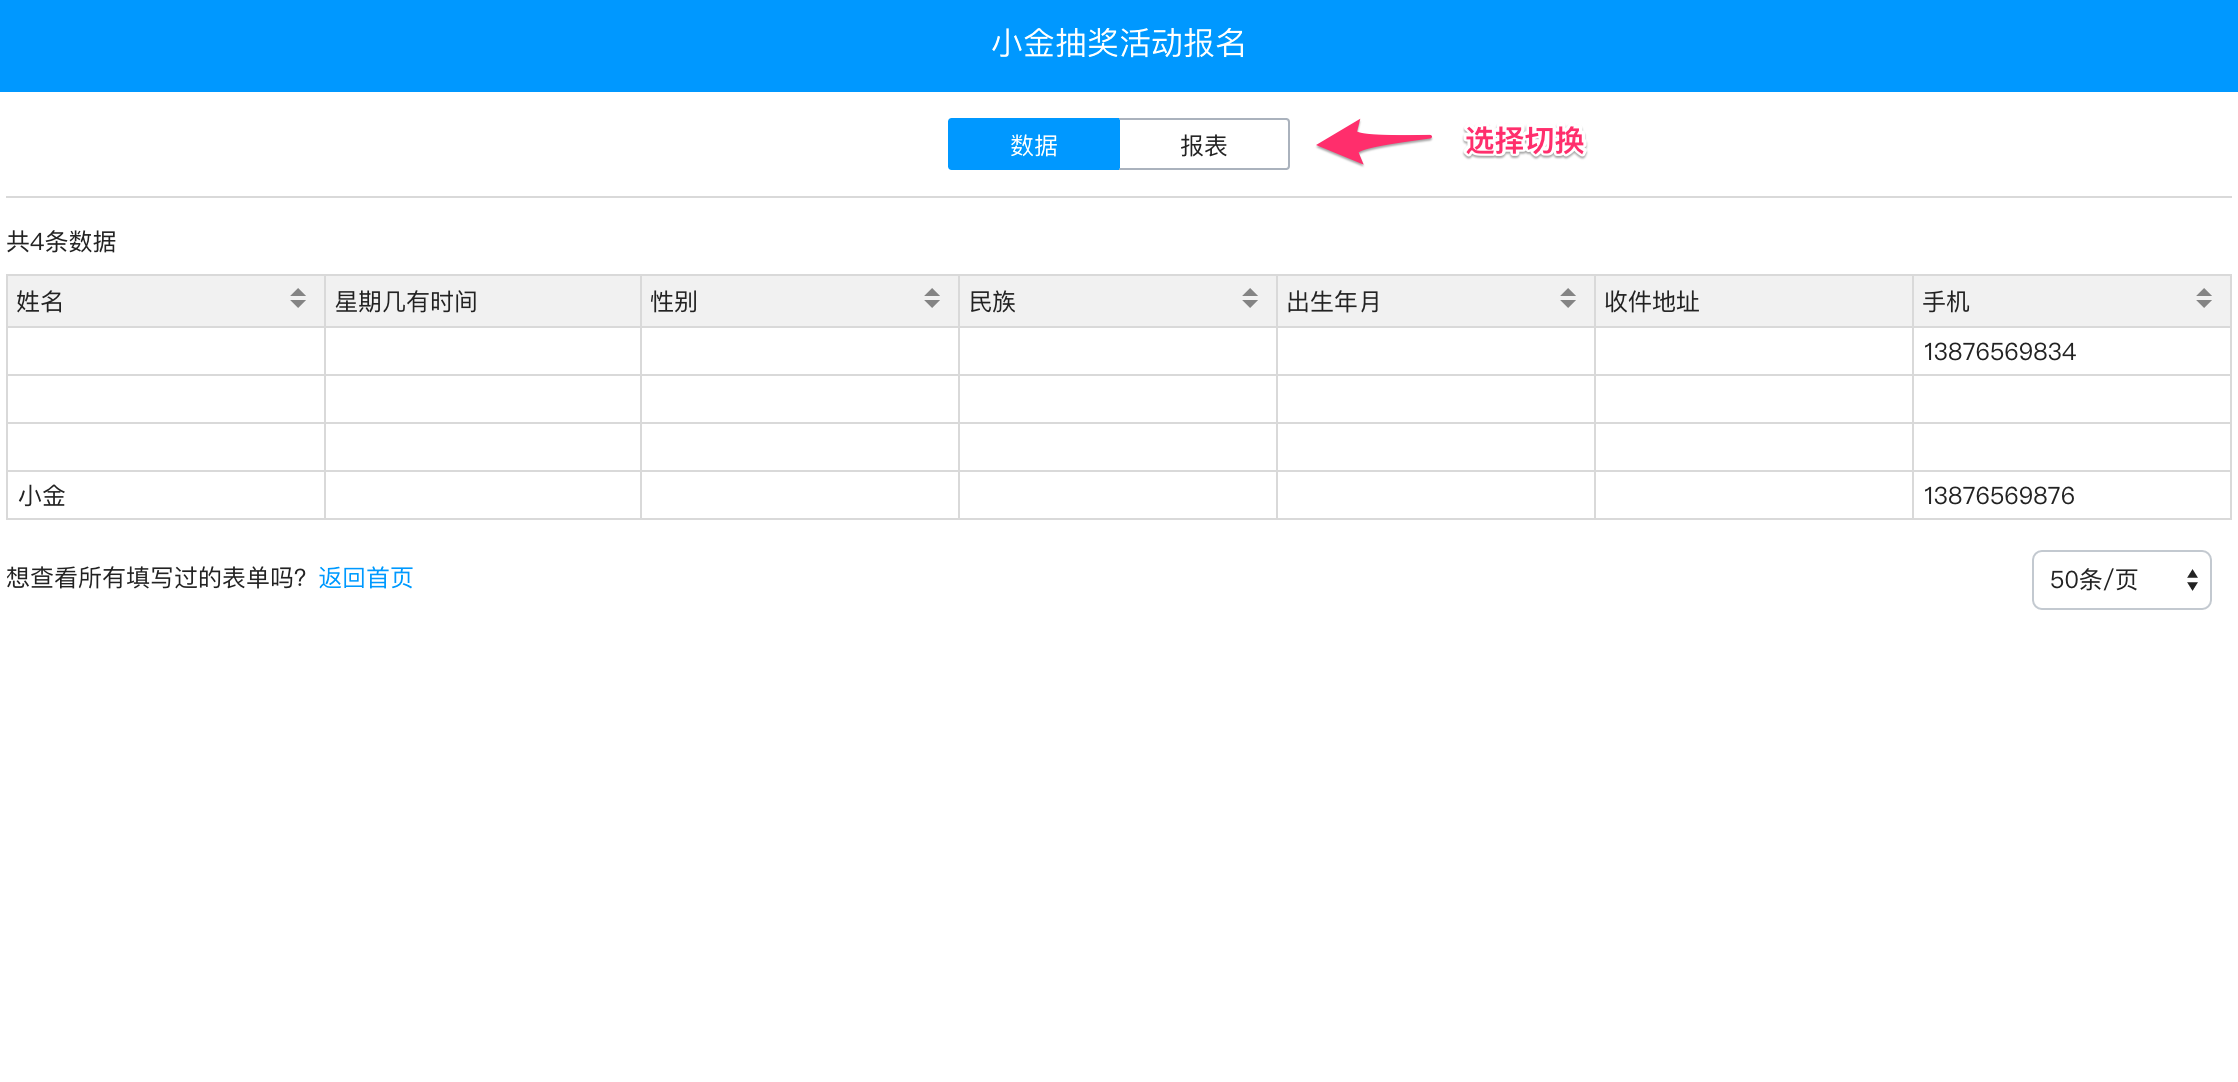 小金抽奖活动报名
数据 报表 选择切换
共4条数据
姓名 星期几有时间 性别 民族 出生年月 收件地址 手机
13876569834
小金 13876569876
想查看所有填写过的表单吗? 返回首页 50条/页